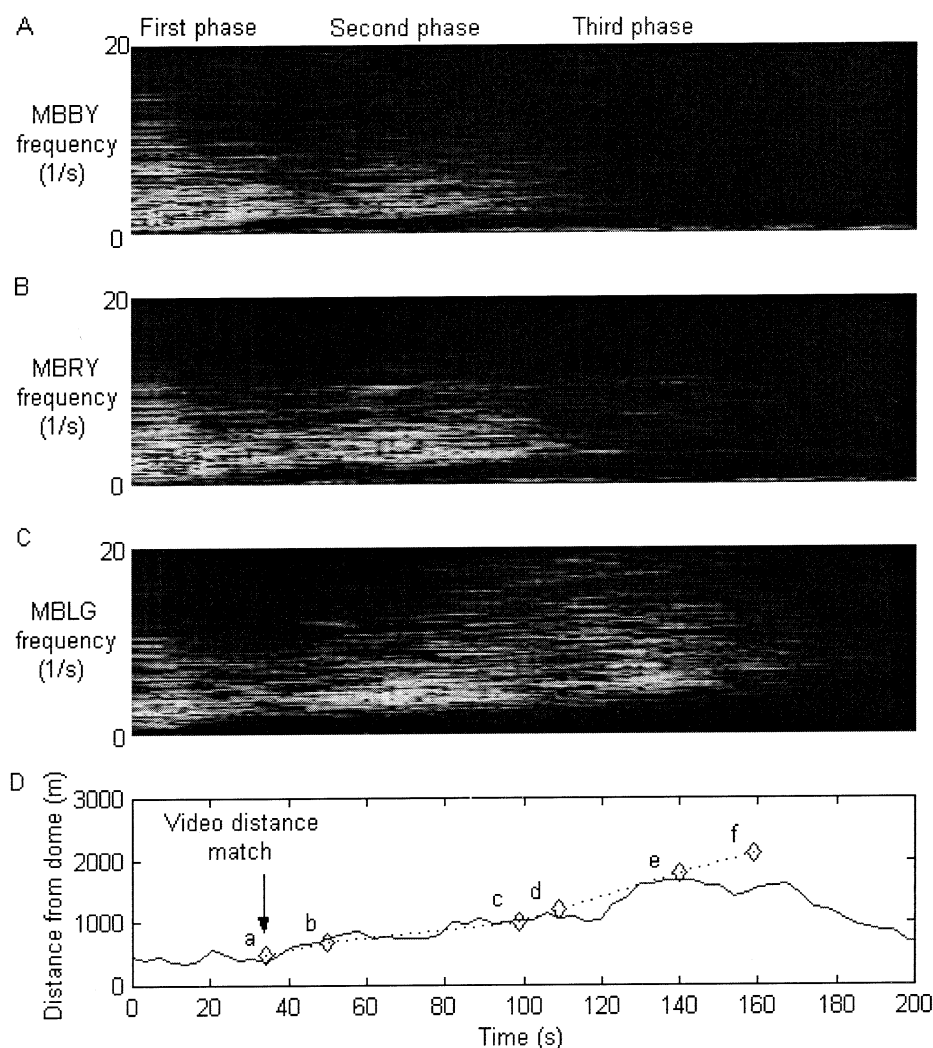 A
First phase
Second phase
Third phase
20
MBBY
frequency
(1/s)
0
B
20
MBRY
frequency
(1/s)
0
C
20
MBLG
frequency
(1/s)
0
D
Distance from dome (m)
3000
2000
1000
0
Video distance
match
a
b
c
d
e
f
0 20 40 60 80 100 120 140 160 180 200
Time (s)